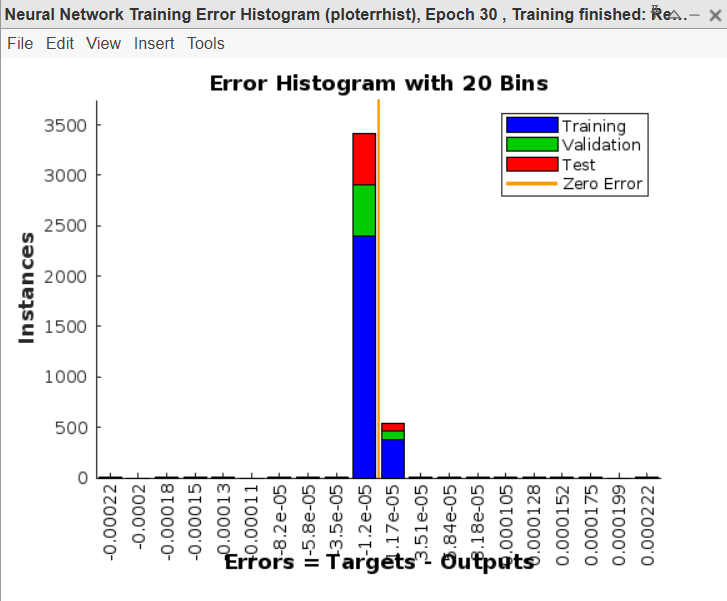 Neural Network Training Error Histogram (ploterrhist), Epoch 30 , Training finished: Re...
File Edit View Insert Tools
Error Histogram with 20 Bins
Training
Validation
Test
Zero Error
Instances
3500
3000
2500
2000
1500
1000
500
0
-0.00022
-0.0002
-0.00018
-0.00015
-0.00013
-0.00011
-8.2e-05
-5.8e-05
-3.5e-05
-1.2e-05
1.17e-05
3.51e-05
5.84e-05
8.18e-05
0.000105
0.000128
0.000152
0.000175
0.000199
0.000222
Errors = Targets - Outputs